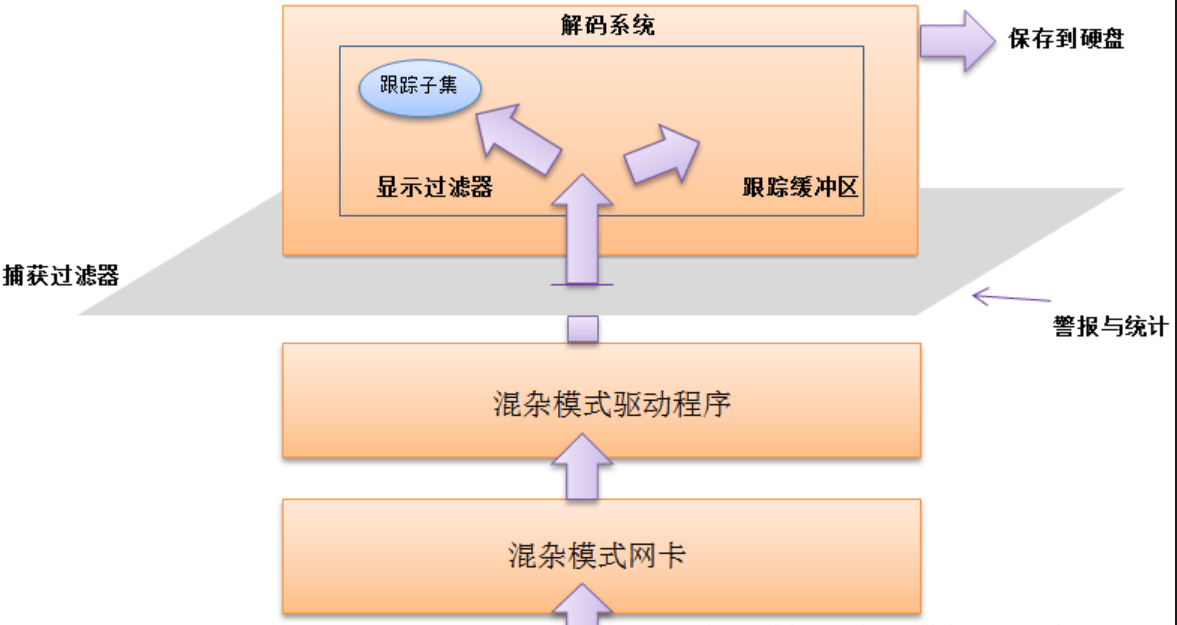 解码系统
保存到硬盘
跟踪子集
显示过滤器
跟踪缓冲区
捕获过滤器
警报与统计
混杂模式驱动程序
混杂模式网卡